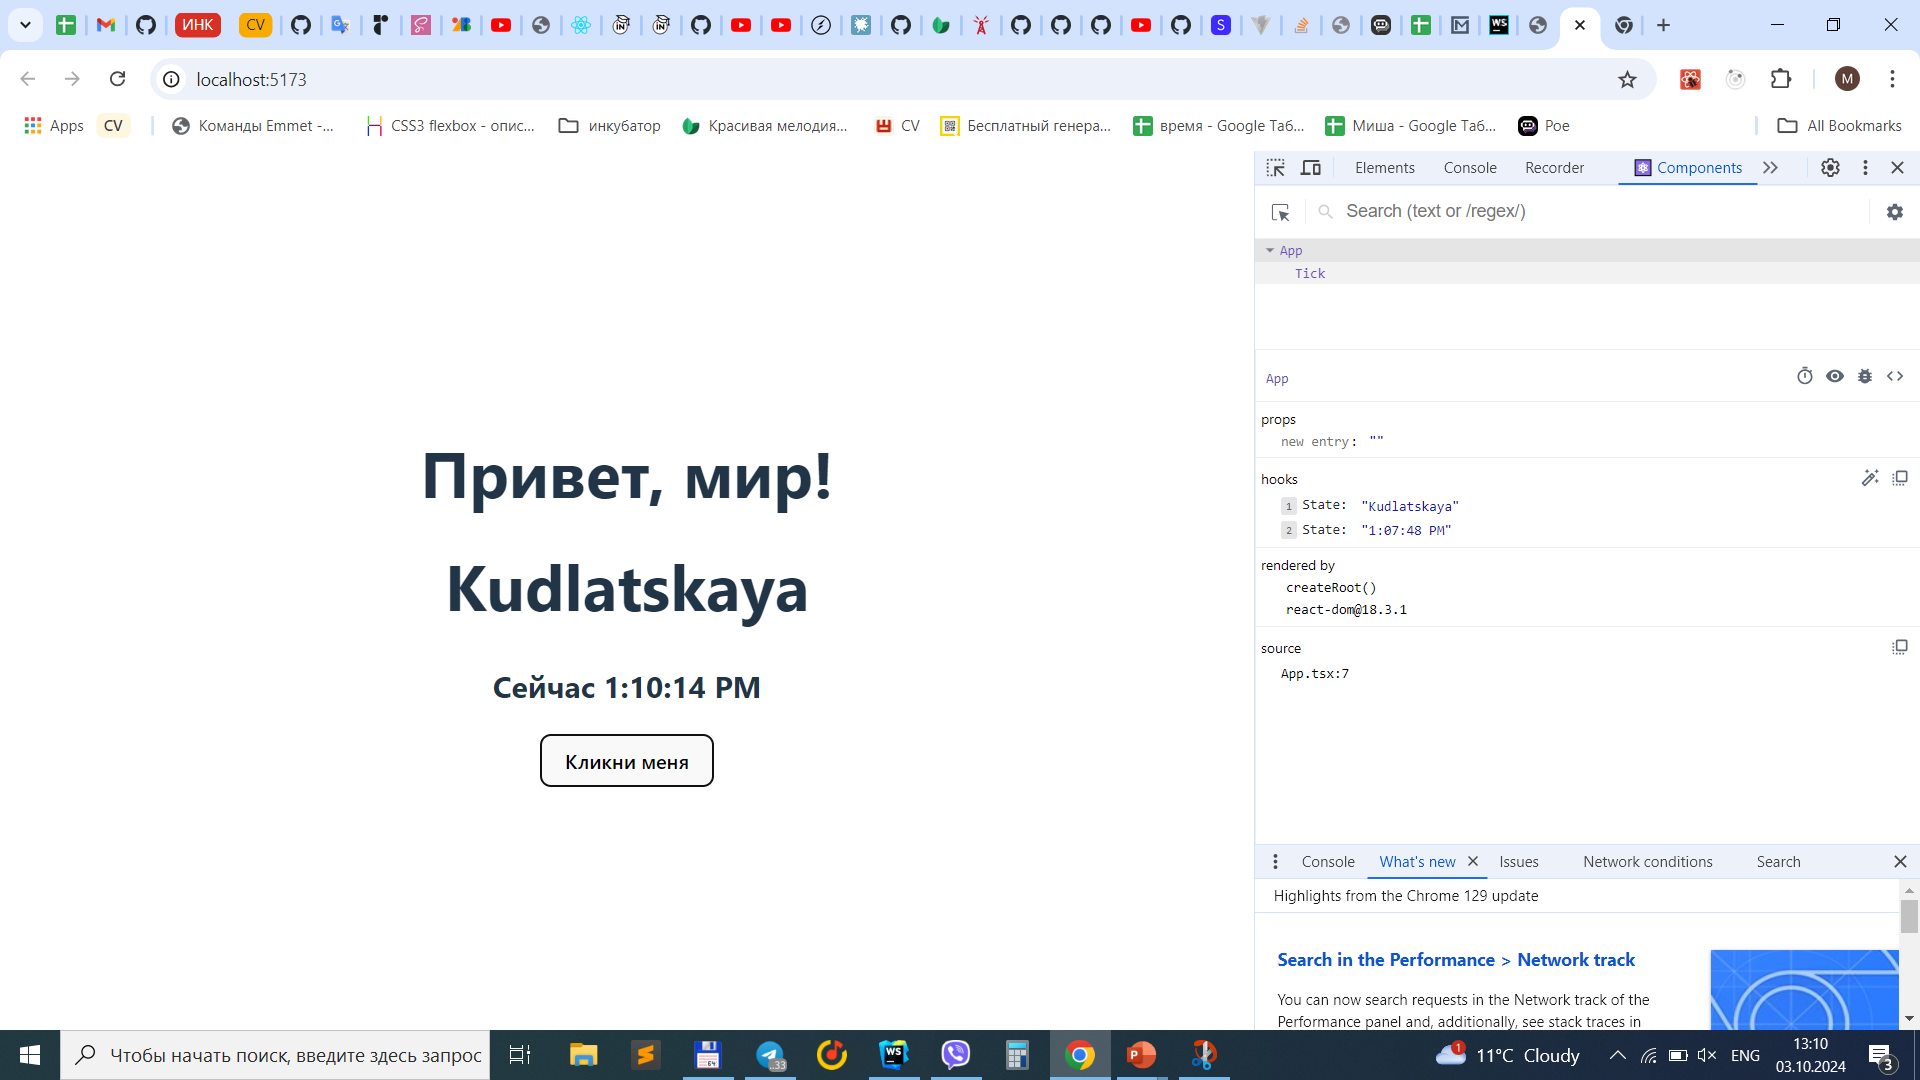 ИНК
CV
S
WS
localhost:5173
M
Apps
CV
Команды Emmet -...
CSS3 flexbox - опис...
инкубатор
Красивая мелодия...
CV
Бесплатный генера...
время - Google Таб...
Миша - Google Таб...
Poe
All Bookmarks
Elements
Console
Recorder
Components
Search (text or /regex/)
App
Tick
App
props
new entry: ""
hooks
1 State: "Kudlatskaya"
2 State: "1:07:48 PM"
rendered by
createRoot()
react-dom@18.3.1
source
App.tsx:7
Привет, мир!
Kudlatskaya
Сейчас 1:10:14 PM
Кликни меня
Console
What's new
Issues
Network conditions
Search
Highlights from the Chrome 129 update
Search in the Performance > Network track
You can now search requests in the Network track of the
Performance panel and, additionally, see stack traces in
Чтобы начать поиск, введите здесь запрос
64
.33
WS
P
1
11°C Cloudy
ENG
13:10
03.10.2024
3